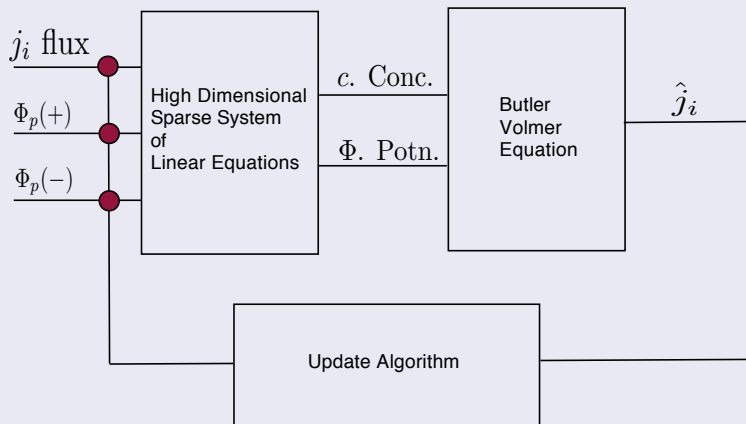 j_i flux
Φ_p(+)
Φ_p(−)
High Dimensional
Sparse System
of
Linear Equations
c. Conc.
Φ. Potn.
Butler
Volmer
Equation
ĵ_i
Update Algorithm